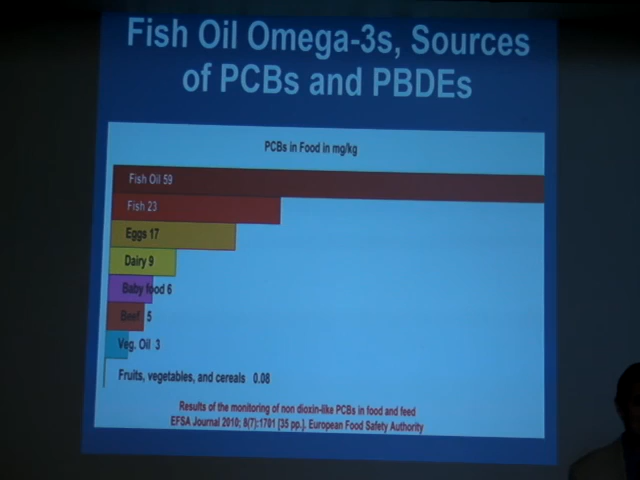 Fish Oil Omega-3s, Sources
of PCBs and PBDEs
PCBs in Food in mg/kg
Fish Oil 59
Fish 23
Eggs 17
Dairy 9
Baby food 6
Beef 5
Veg. Oil 3
Fruits, vegetables, and cereals 0.08
Results of the monitoring of non dioxin-like PCBs in food and feed
EFSA Journal 2010; 8(7):1701 [35 pp.]. European Food Safety Authority